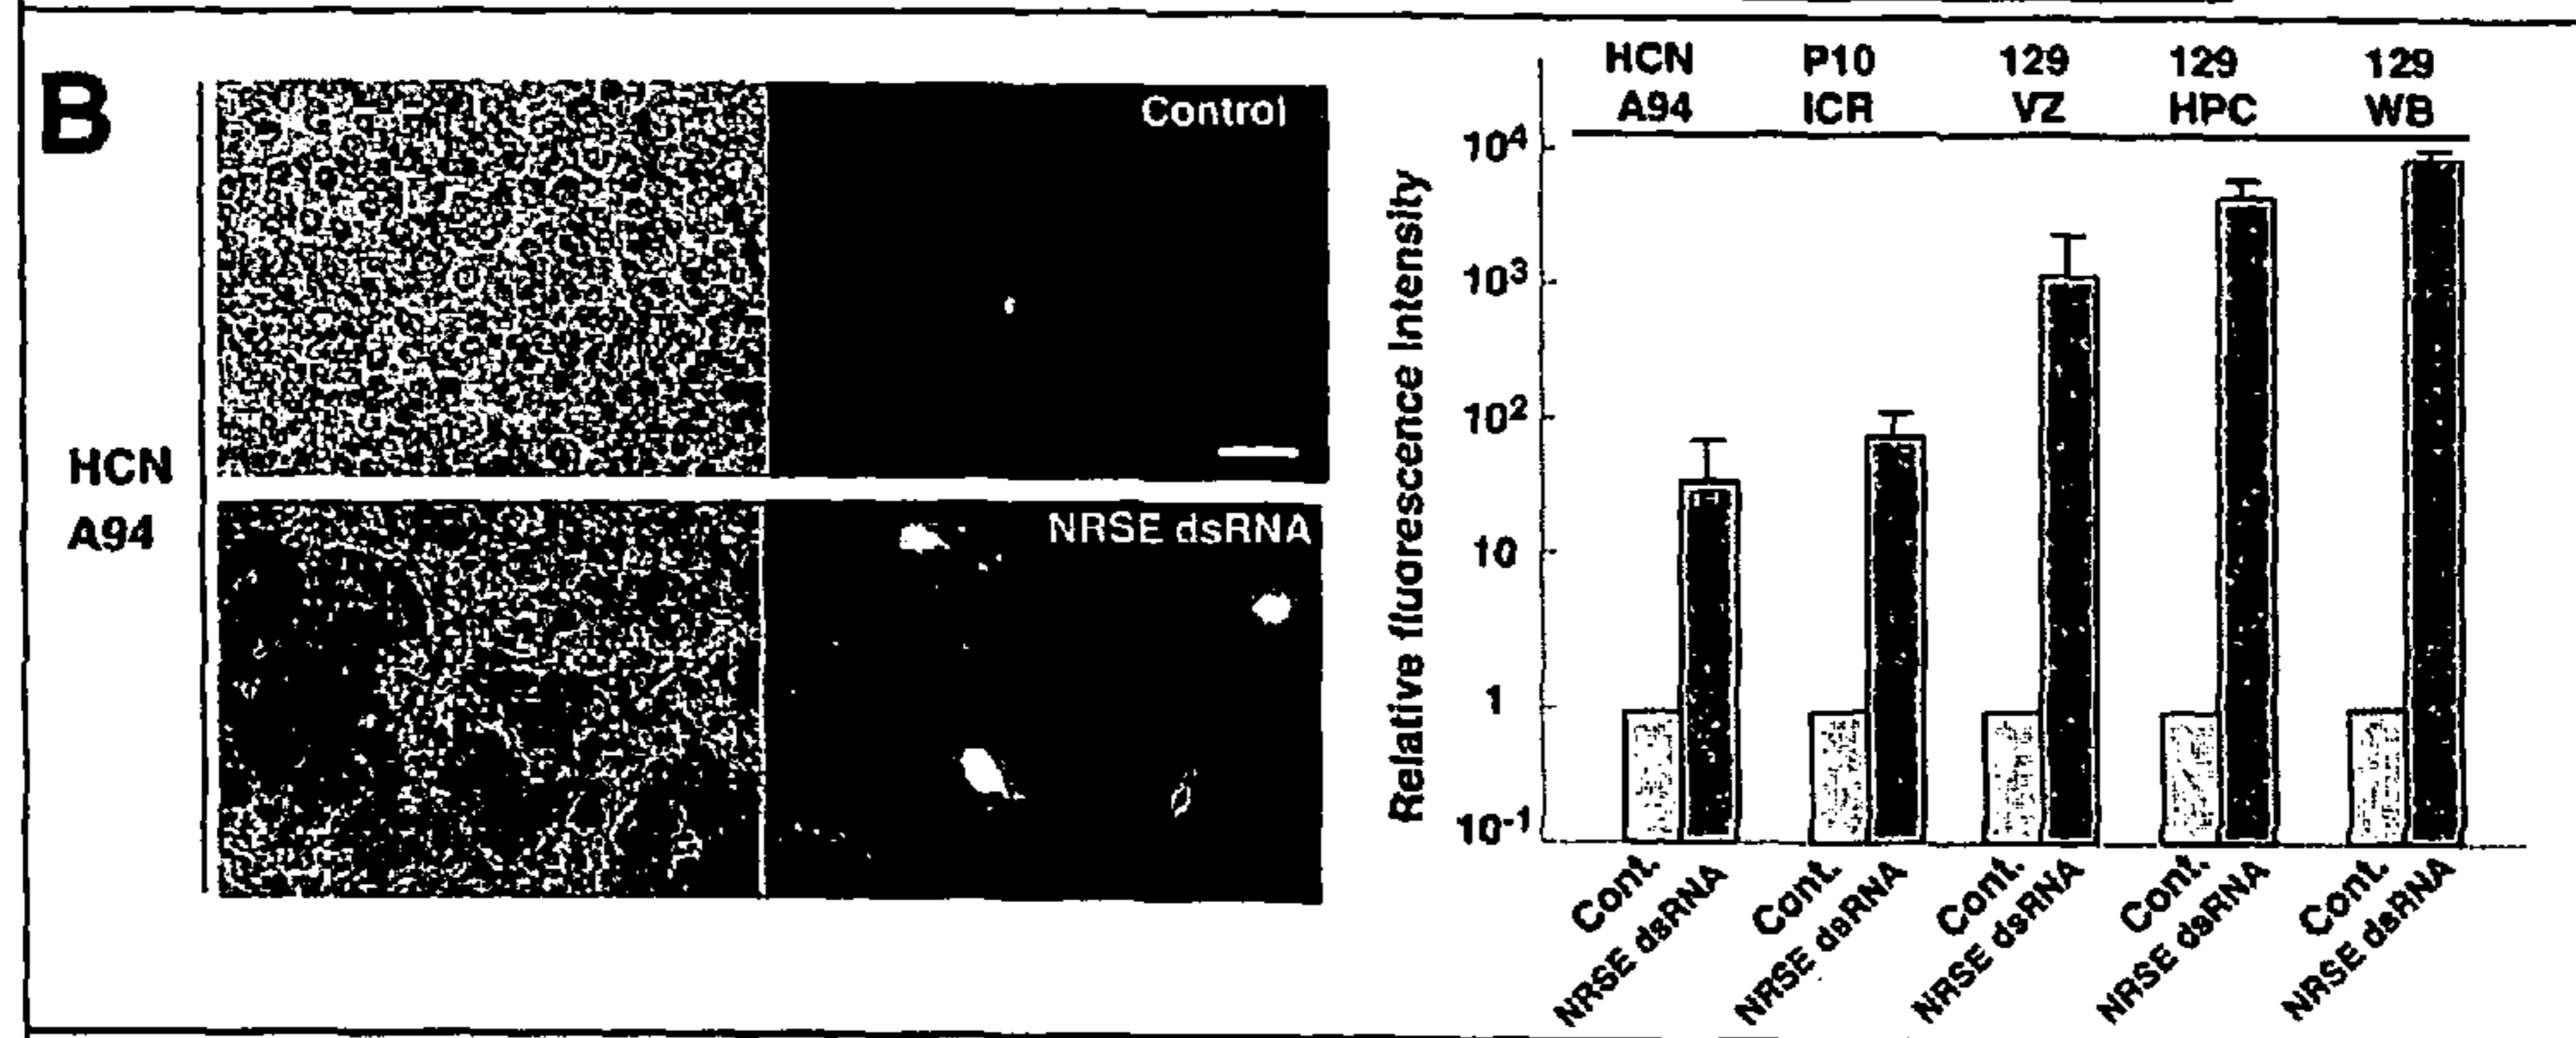 B
HCN
A94
Control
NRSE dsRNA
HCN P10 129 129 129
A94 ICR VZ HPC WB
Relative fluorescence intensity
10⁴
10³
10²
10
1
10⁻¹
Cont.
NRSE dsRNA
Cont.
NRSE dsRNA
Cont.
NRSE dsRNA
Cont.
NRSE dsRNA
Cont.
NRSE dsRNA